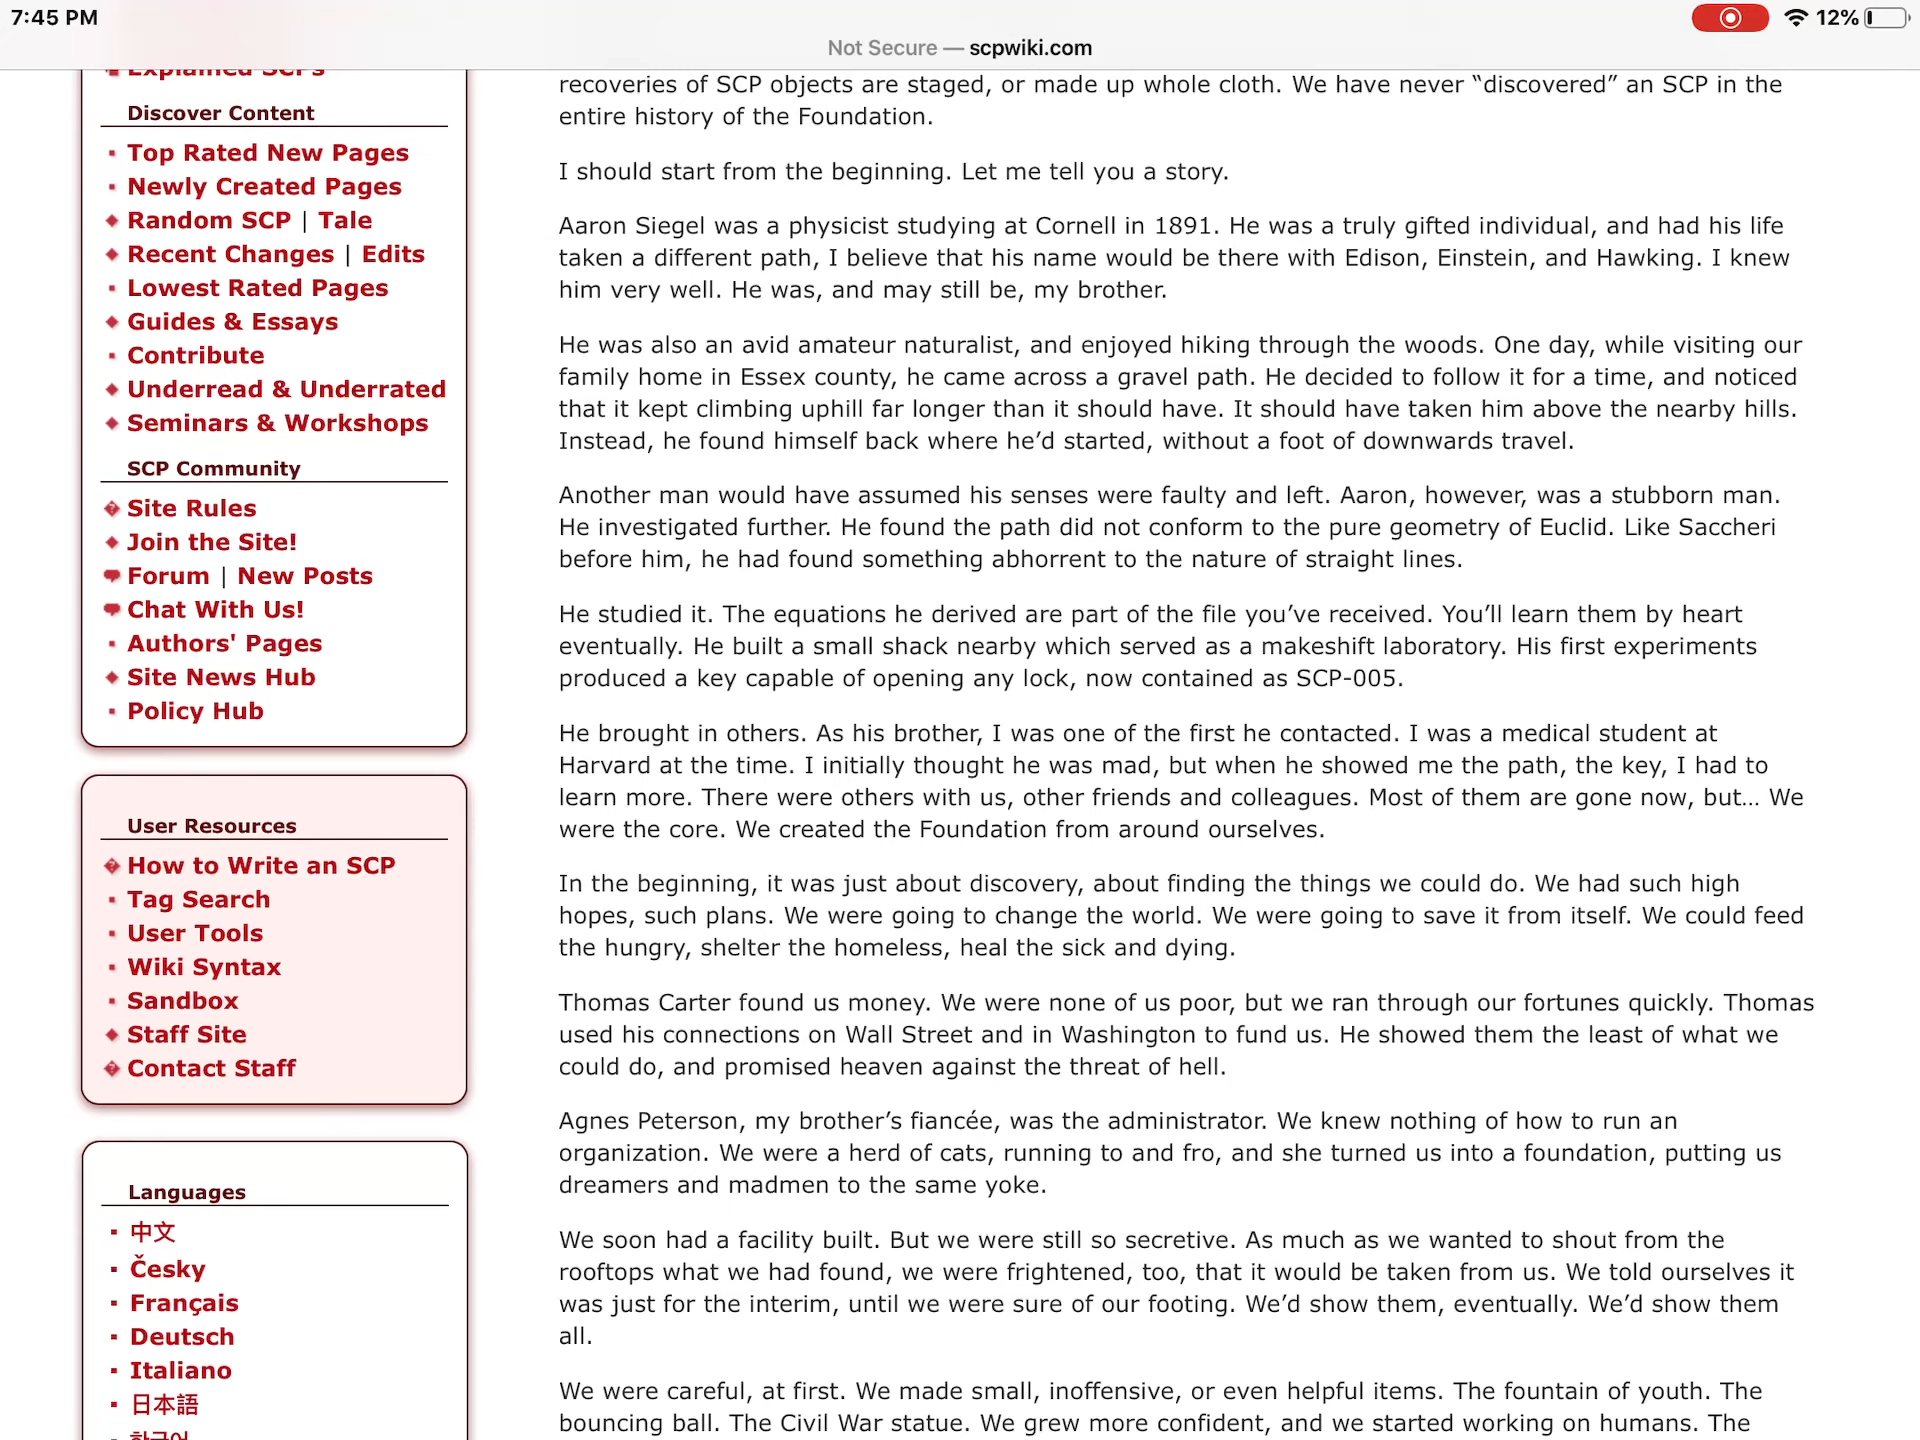 7:45 PM
12%
Not Secure — scpwiki.com
Explained SCPs
Discover Content
Top Rated New Pages
Newly Created Pages
Random SCP | Tale
Recent Changes | Edits
Lowest Rated Pages
Guides & Essays
Contribute
Underread & Underrated
Seminars & Workshops
SCP Community
Site Rules
Join the Site!
Forum | New Posts
Chat With Us!
Authors' Pages
Site News Hub
Policy Hub
User Resources
How to Write an SCP
Tag Search
User Tools
Wiki Syntax
Sandbox
Staff Site
Contact Staff
Languages
中文
Česky
Français
Deutsch
Italiano
日本語
한국어
recoveries of SCP objects are staged, or made up whole cloth. We have never “discovered” an SCP in the
entire history of the Foundation.
I should start from the beginning. Let me tell you a story.
Aaron Siegel was a physicist studying at Cornell in 1891. He was a truly gifted individual, and had his life
taken a different path, I believe that his name would be there with Edison, Einstein, and Hawking. I knew
him very well. He was, and may still be, my brother.
He was also an avid amateur naturalist, and enjoyed hiking through the woods. One day, while visiting our
family home in Essex county, he came across a gravel path. He decided to follow it for a time, and noticed
that it kept climbing uphill far longer than it should have. It should have taken him above the nearby hills.
Instead, he found himself back where he’d started, without a foot of downwards travel.
Another man would have assumed his senses were faulty and left. Aaron, however, was a stubborn man.
He investigated further. He found the path did not conform to the pure geometry of Euclid. Like Saccheri
before him, he had found something abhorrent to the nature of straight lines.
He studied it. The equations he derived are part of the file you’ve received. You’ll learn them by heart
eventually. He built a small shack nearby which served as a makeshift laboratory. His first experiments
produced a key capable of opening any lock, now contained as SCP-005.
He brought in others. As his brother, I was one of the first he contacted. I was a medical student at
Harvard at the time. I initially thought he was mad, but when he showed me the path, the key, I had to
learn more. There were others with us, other friends and colleagues. Most of them are gone now, but… We
were the core. We created the Foundation from around ourselves.
In the beginning, it was just about discovery, about finding the things we could do. We had such high
hopes, such plans. We were going to change the world. We were going to save it from itself. We could feed
the hungry, shelter the homeless, heal the sick and dying.
Thomas Carter found us money. We were none of us poor, but we ran through our fortunes quickly. Thomas
used his connections on Wall Street and in Washington to fund us. He showed them the least of what we
could do, and promised heaven against the threat of hell.
Agnes Peterson, my brother’s fiancée, was the administrator. We knew nothing of how to run an
organization. We were a herd of cats, running to and fro, and she turned us into a foundation, putting us
dreamers and madmen to the same yoke.
We soon had a facility built. But we were still so secretive. As much as we wanted to shout from the
rooftops what we had found, we were frightened, too, that it would be taken from us. We told ourselves it
was just for the interim, until we were sure of our footing. We’d show them, eventually. We’d show them
all.
We were careful, at first. We made small, inoffensive, or even helpful items. The fountain of youth. The
bouncing ball. The Civil War statue. We grew more confident, and we started working on humans. The